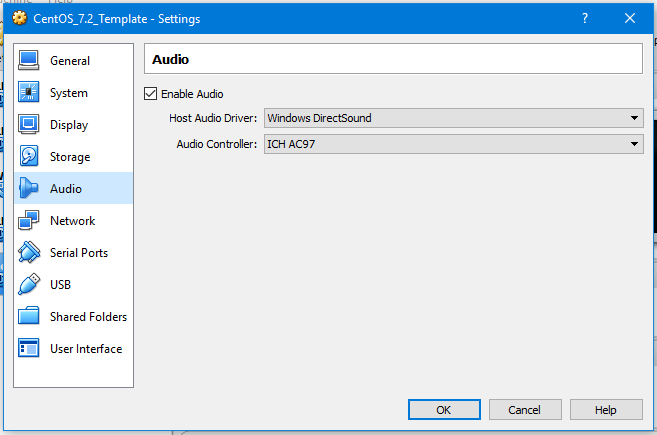 CentOS_7.2_Template - Settings
?
General
System
Display
Storage
Audio
Network
Serial Ports
USB
Shared Folders
User Interface
Audio
Enable Audio
Host Audio Driver: Windows DirectSound
Audio Controller: ICH AC97
OK Cancel Help